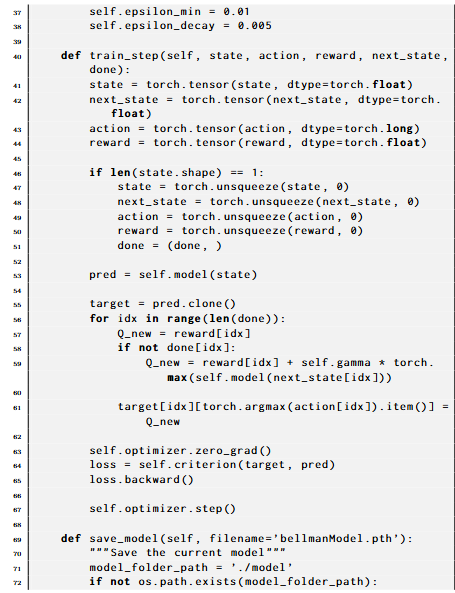 37 self.epsilon_min = 0.01
38 self.epsilon_decay = 0.005
39
40 def train_step(self, state, action, reward, next_state,
done):
41 state = torch.tensor(state, dtype=torch.float)
42 next_state = torch.tensor(next_state, dtype=torch.
float)
43 action = torch.tensor(action, dtype=torch.long)
44 reward = torch.tensor(reward, dtype=torch.float)
45
46 if len(state.shape) == 1:
47 state = torch.unsqueeze(state, 0)
48 next_state = torch.unsqueeze(next_state, 0)
49 action = torch.unsqueeze(action, 0)
50 reward = torch.unsqueeze(reward, 0)
51 done = (done, )
52
53 pred = self.model(state)
54
55 target = pred.clone()
56 for idx in range(len(done)):
57 Q_new = reward[idx]
58 if not done[idx]:
59 Q_new = reward[idx] + self.gamma * torch.
max(self.model(next_state[idx]))
60
61 target[idx][torch.argmax(action[idx]).item()] =
Q_new
62
63 self.optimizer.zero_grad()
64 loss = self.criterion(target, pred)
65 loss.backward()
66
67 self.optimizer.step()
68
69 def save_model(self, filename='bellmanModel.pth'):
70 """Save the current model"""
71 model_folder_path = './model'
72 if not os.path.exists(model_folder_path):